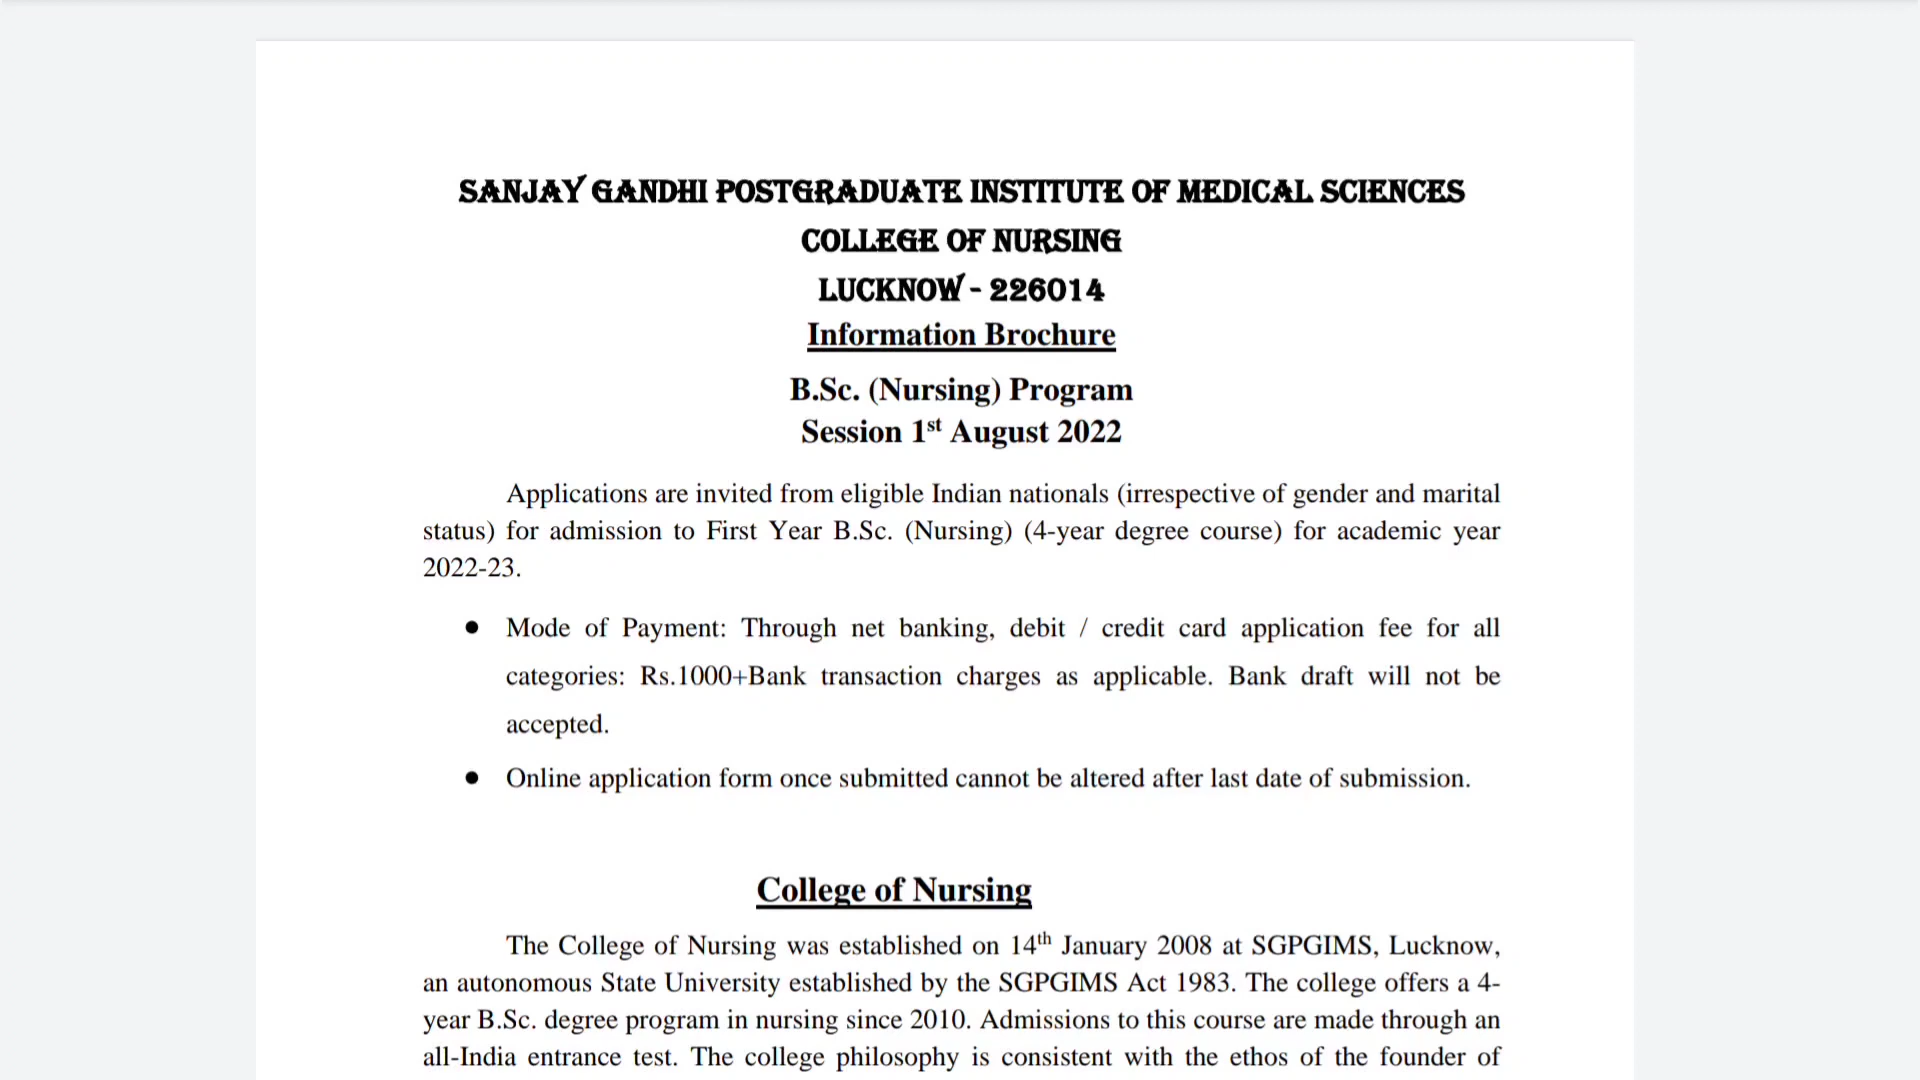 SANJAY GANDHI POSTGRADUATE INSTITUTE OF MEDICAL SCIENCES
COLLEGE OF NURSING
LUCKNOW - 226014
Information Brochure
B.Sc. (Nursing) Program
Session 1st August 2022
Applications are invited from eligible Indian nationals (irrespective of gender and marital
status) for admission to First Year B.Sc. (Nursing) (4-year degree course) for academic year
2022-23.
● Mode of Payment: Through net banking, debit / credit card application fee for all
categories: Rs.1000+Bank transaction charges as applicable. Bank draft will not be
accepted.
● Online application form once submitted cannot be altered after last date of submission.
College of Nursing
The College of Nursing was established on 14th January 2008 at SGPGIMS, Lucknow,
an autonomous State University established by the SGPGIMS Act 1983. The college offers a 4-
year B.Sc. degree program in nursing since 2010. Admissions to this course are made through an
all-India entrance test. The college philosophy is consistent with the ethos of the founder of